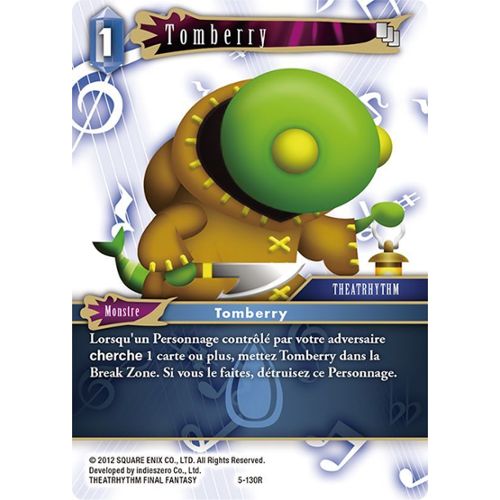 1
Tomberry
THEATRHYTHM
Monstre
Tomberry
Lorsqu'un Personnage contrôlé par votre adversaire
cherche 1 carte ou plus, mettez Tomberry dans la
Break Zone. Si vous le faites, détruisez ce Personnage.
© 2012 SQUARE ENIX CO., LTD. All Rights Reserved.
Developed by indieszero Co., Ltd.
THEATRHYTHM FINAL FANTASY
5-130R